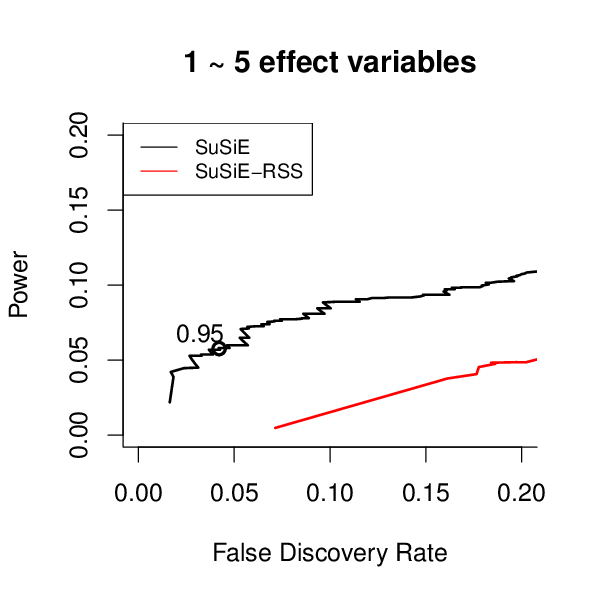 1 ~ 5 effect variables
SuSiE
SuSiE−RSS
0.95
Power
0.20
0.15
0.10
0.05
0.00
0.00 0.05 0.10 0.15 0.20
False Discovery Rate